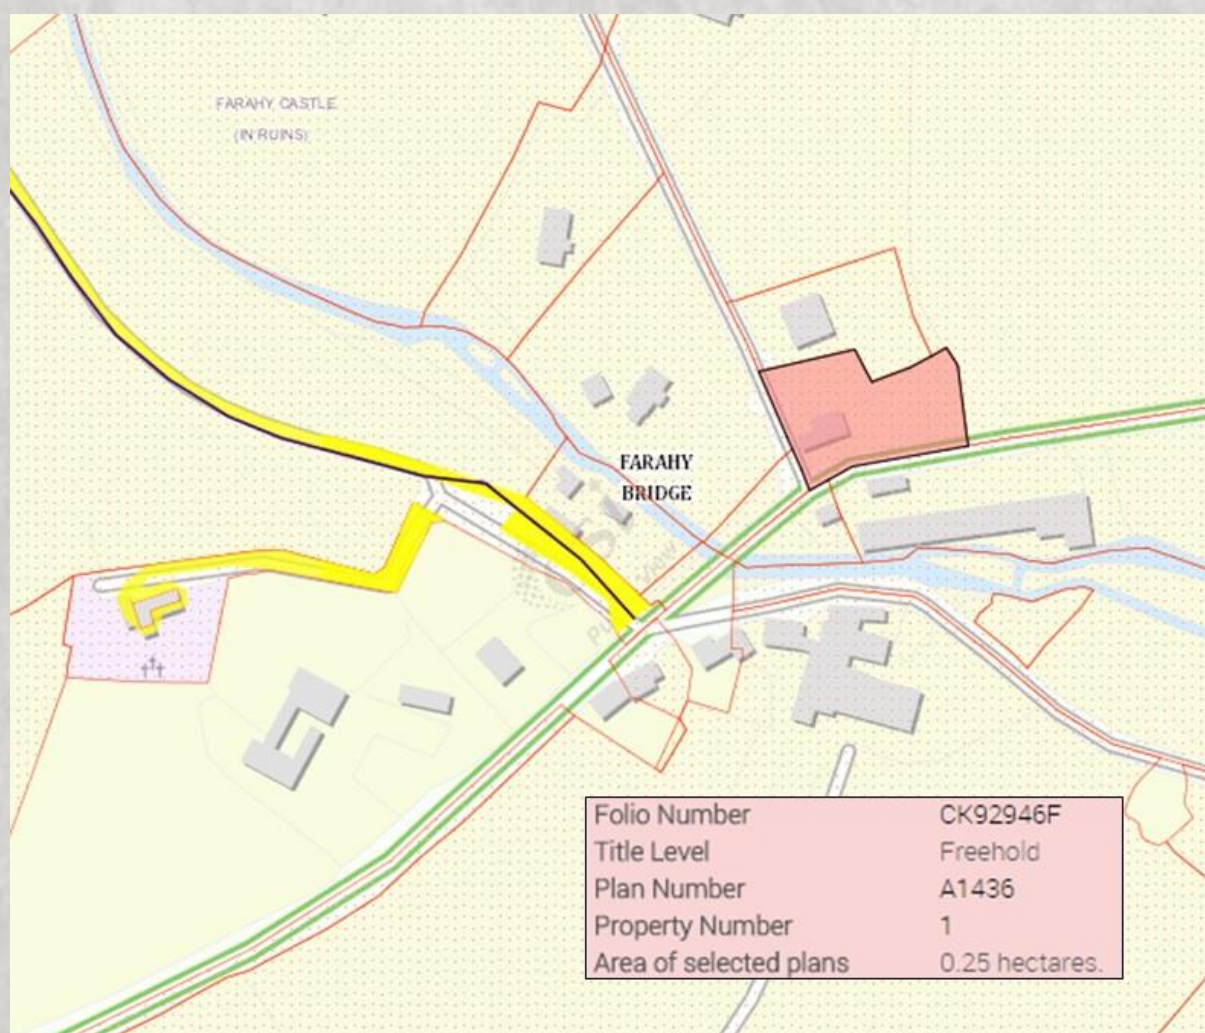 FARAHY CASTLE
(IN RUINS)
FARAHY
BRIDGE
Folio Number CK92946F
Title Level Freehold
Plan Number A1436
Property Number 1
Area of selected plans 0.25 hectares.